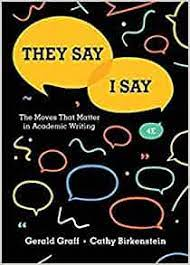 THEY SAY
I SAY
The Moves That Matter
in Academic Writing
4E
Gerald Graff • Cathy Birkenstein